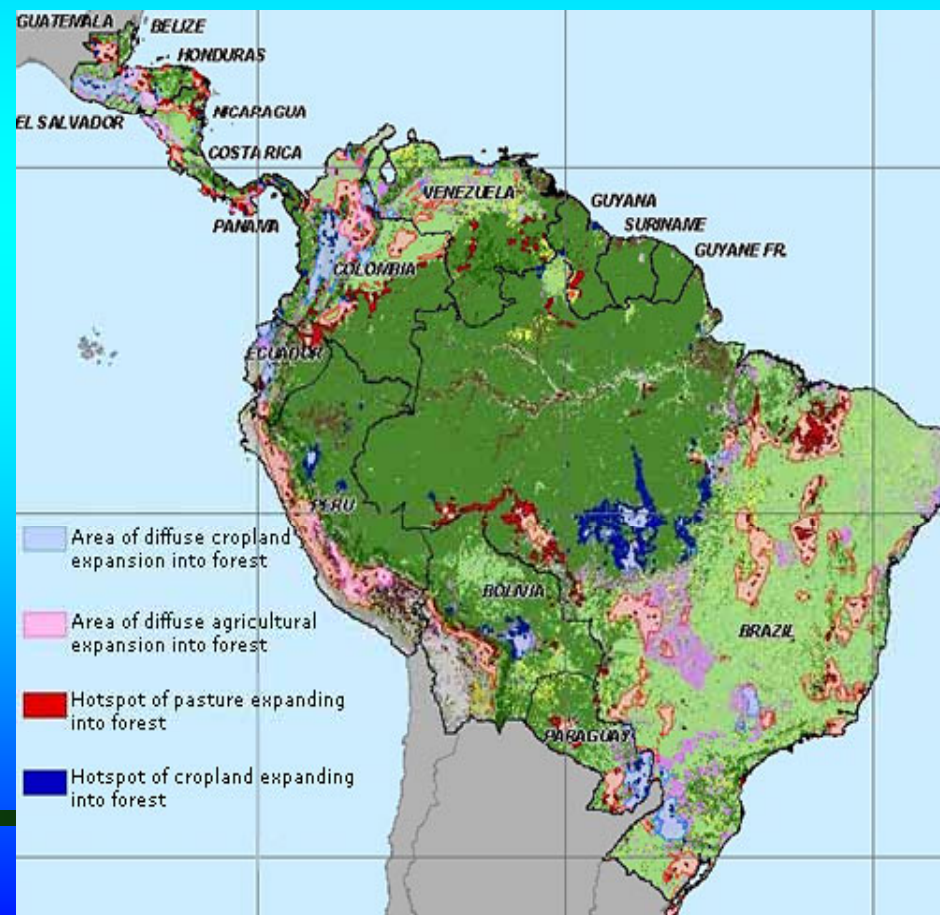 GUATEMALA
BELIZE
HONDURAS
NICARAGUA
EL SALVADOR
COSTA RICA
PANAMA
VENEZUELA
GUYANA
SURINAME
GUYANE FR.
COLOMBIA
ECUADOR
PERU
BOLIVIA
BRAZIL
PARAGUAY
Area of diffuse cropland
expansion into forest
Area of diffuse agricultural
expansion into forest
Hotspot of pasture expanding
into forest
Hotspot of cropland expanding
into forest